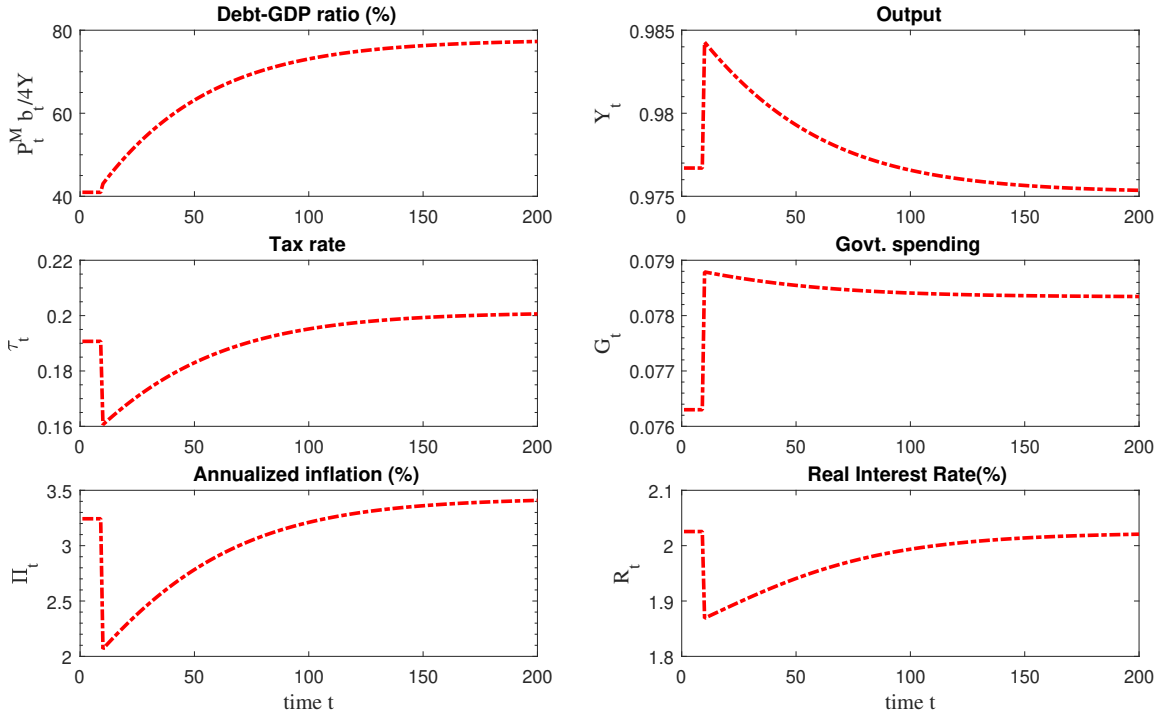 Debt-GDP ratio (%)
P_t^M b_t/4Y
80
60
40
0 50 100 150 200
Output
Y_t
0.985
0.98
0.975
0 50 100 150 200
Tax rate
τ_t
0.22
0.2
0.18
0.16
0 50 100 150 200
Govt. spending
G_t
0.079
0.078
0.077
0.076
0 50 100 150 200
Annualized inflation (%)
Π_t
3.5
3
2.5
2
0 50 100 150 200
time t
Real Interest Rate(%)
R_t
2.1
2
1.9
1.8
0 50 100 150 200
time t